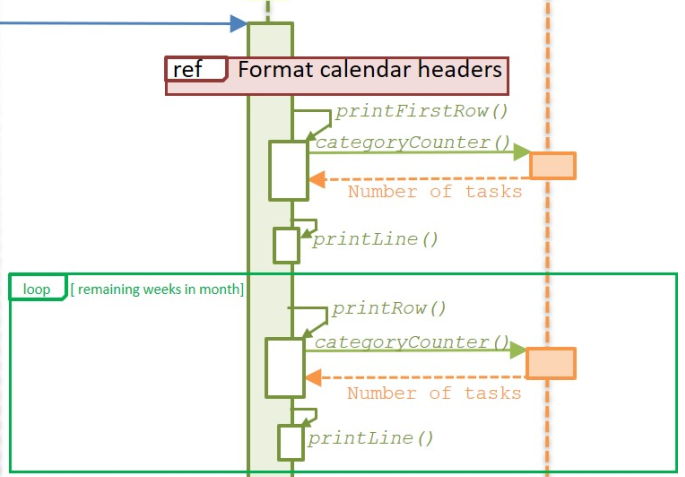 ref Format calendar headers
printFirstRow()
categoryCounter()
Number of tasks
printLine()
loop [ remaining weeks in month]
printRow()
categoryCounter()
Number of tasks
printLine()